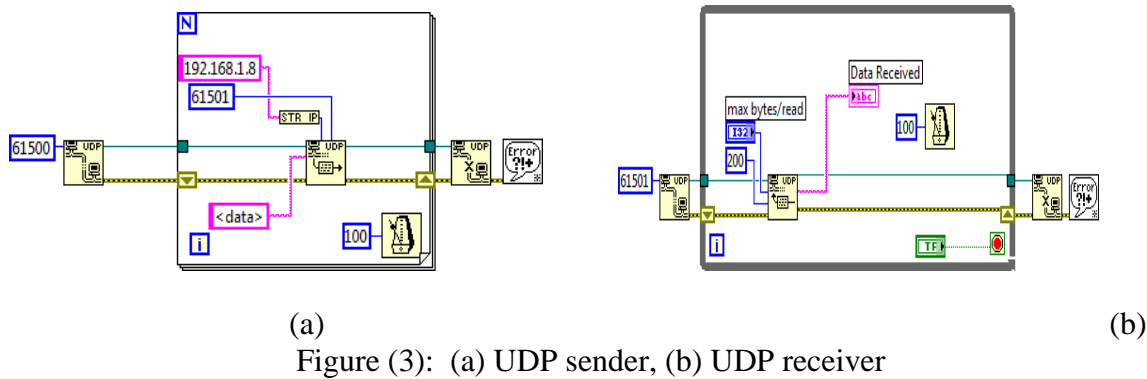 N
192.168.1.8
61501
STR IP
61500
UDP
UDP
UDP
Error
?!+
<data>
100
i
Data Received
abc
max bytes/read
I32
100
200
61501
UDP
UDP
UDP
Error
?!+
i
TF
(a)
(b)
Figure (3): (a) UDP sender, (b) UDP receiver